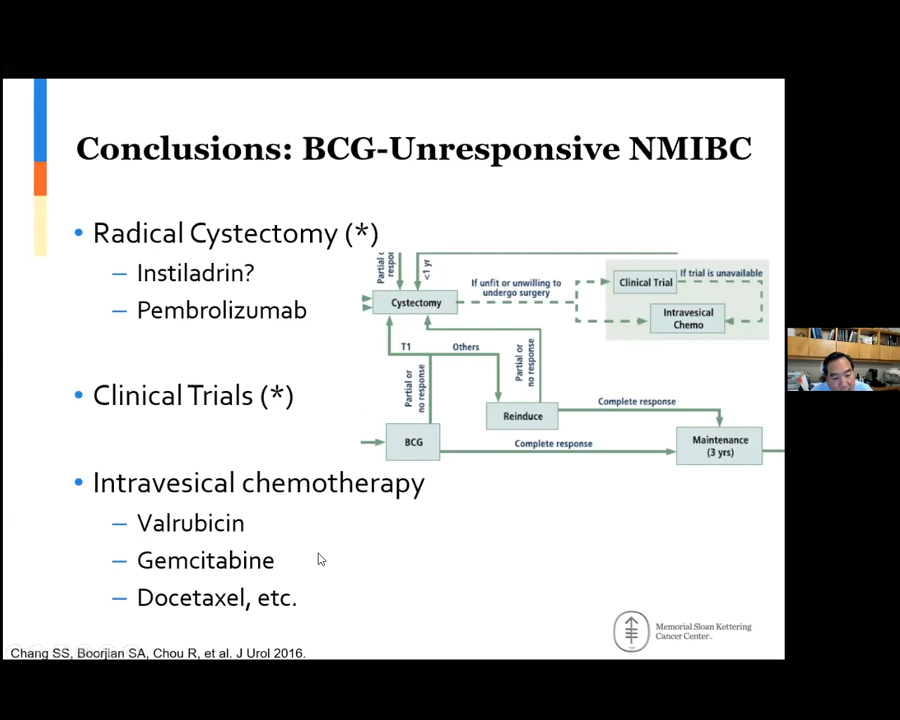 Conclusions: BCG-Unresponsive NMIBC
• Radical Cystectomy (*)
– Instiladrin?
– Pembrolizumab
• Clinical Trials (*)
• Intravesical chemotherapy
– Valrubicin
– Gemcitabine
– Docetaxel, etc.
Partial
<1 yr
Cystectomy
If unfit or unwilling to
undergo surgery
Clinical Trial
If trial is unavailable
Intravesical
Chemo
T1
Others
Partial or
no response
Partial or
no response
Reinduce
Complete response
BCG
Complete response
Maintenance
(3 yrs)
Memorial Sloan Kettering
Cancer Center
Chang SS, Boorjian SA, Chou R, et al. J Urol 2016.